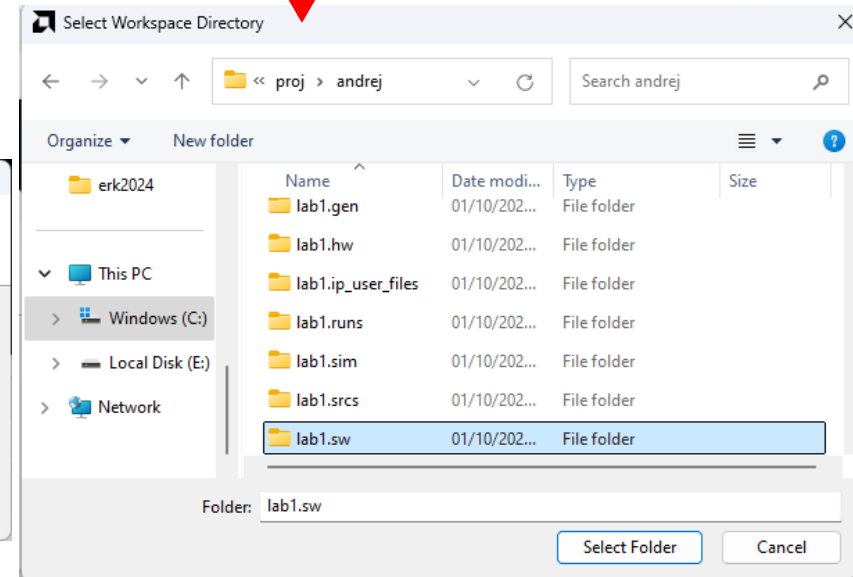 Select Workspace Directory
« proj › andrej
Search andrej
Organize
New folder
erk2024
This PC
Windows (C:)
Local Disk (E:)
Network
Name Date modi... Type Size
lab1.gen 01/10/202... File folder
lab1.hw 01/10/202... File folder
lab1.ip_user_files 01/10/202... File folder
lab1.runs 01/10/202... File folder
lab1.sim 01/10/202... File folder
lab1.srcs 01/10/202... File folder
lab1.sw 01/10/202... File folder
Folder: lab1.sw
Select Folder Cancel